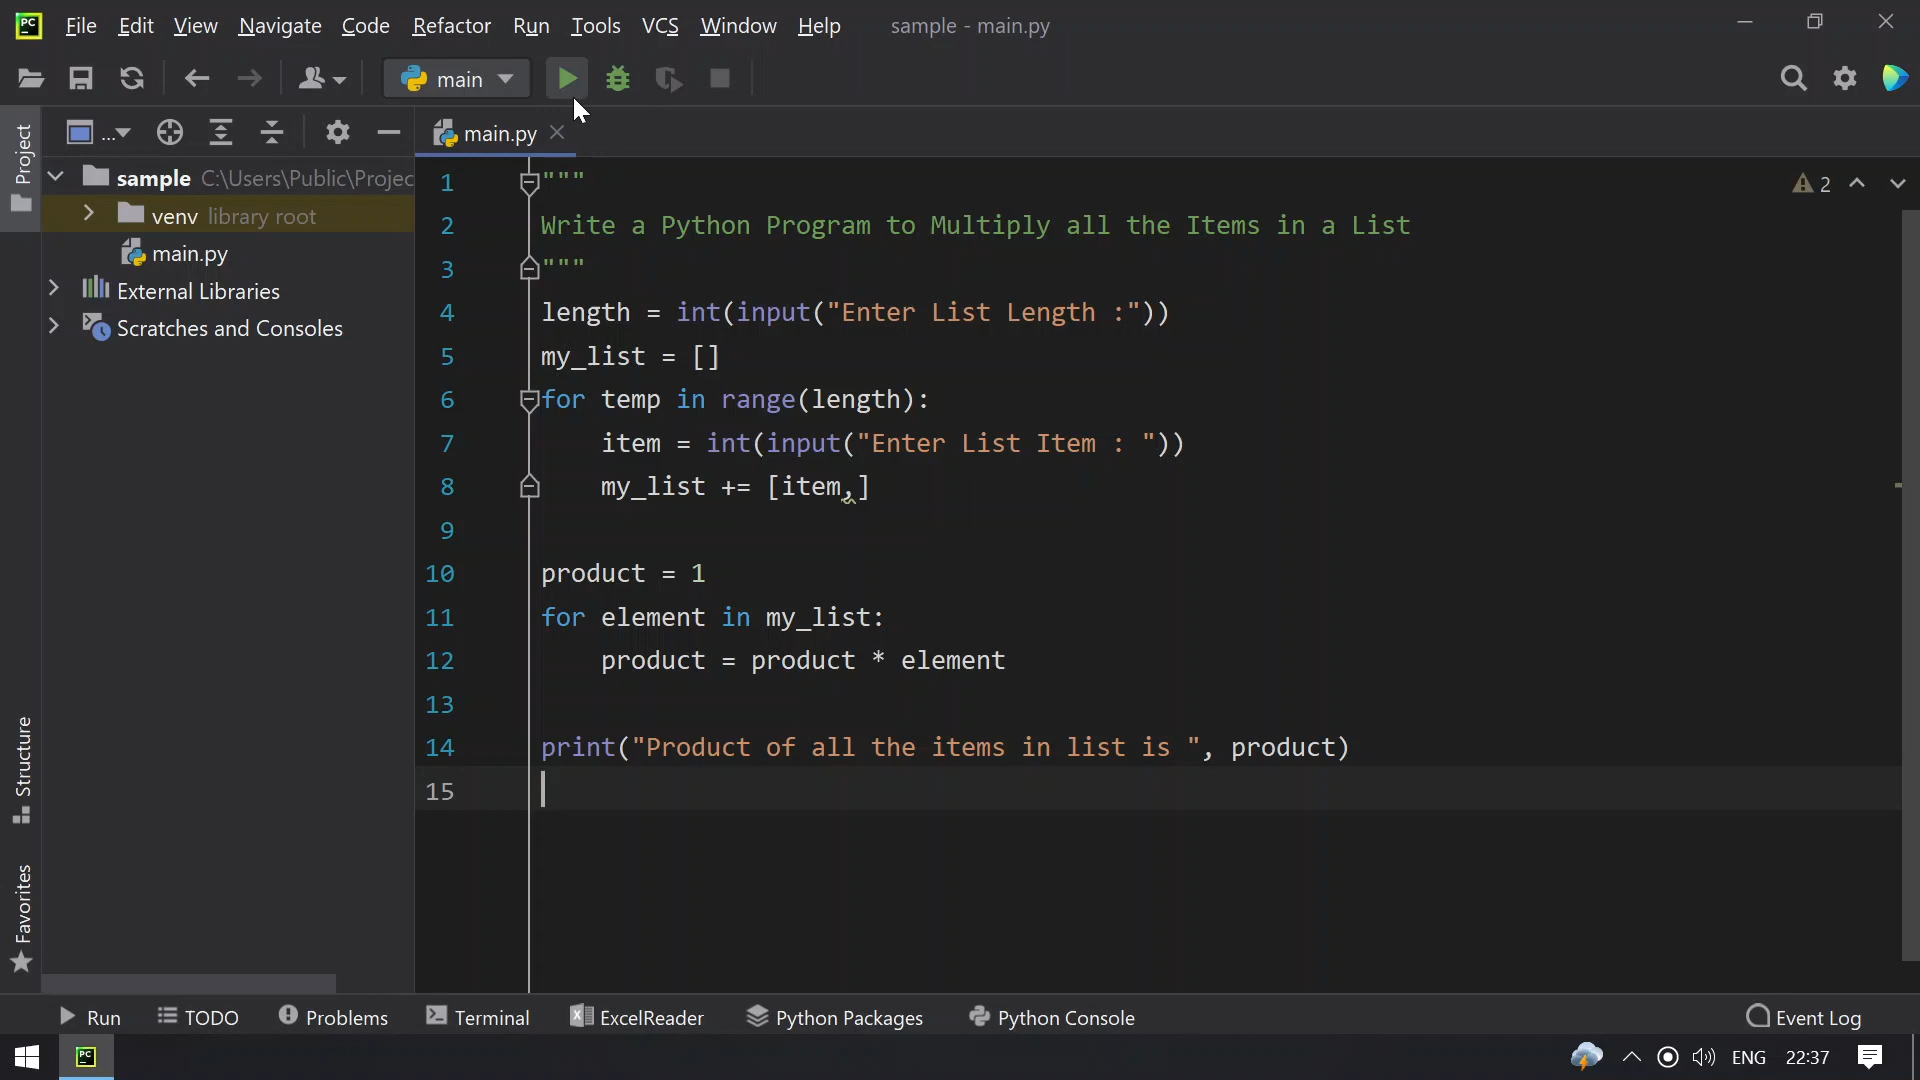 PC File Edit View Navigate Code Refactor Run Tools VCS Window Help sample - main.py
main
Project
... main.py
sample C:\Users\Public\Projec
venv library root
main.py
External Libraries
Scratches and Consoles
Structure
Favorites
2
1 """
2 Write a Python Program to Multiply all the Items in a List
3 """
4 length = int(input("Enter List Length :"))
5 my_list = []
6 for temp in range(length):
7     item = int(input("Enter List Item : "))
8     my_list += [item,]
9
10 product = 1
11 for element in my_list:
12     product = product * element
13
14 print("Product of all the items in list is ", product)
15
Run TODO Problems Terminal ExcelReader Python Packages Python Console Event Log
PC ENG 22:37